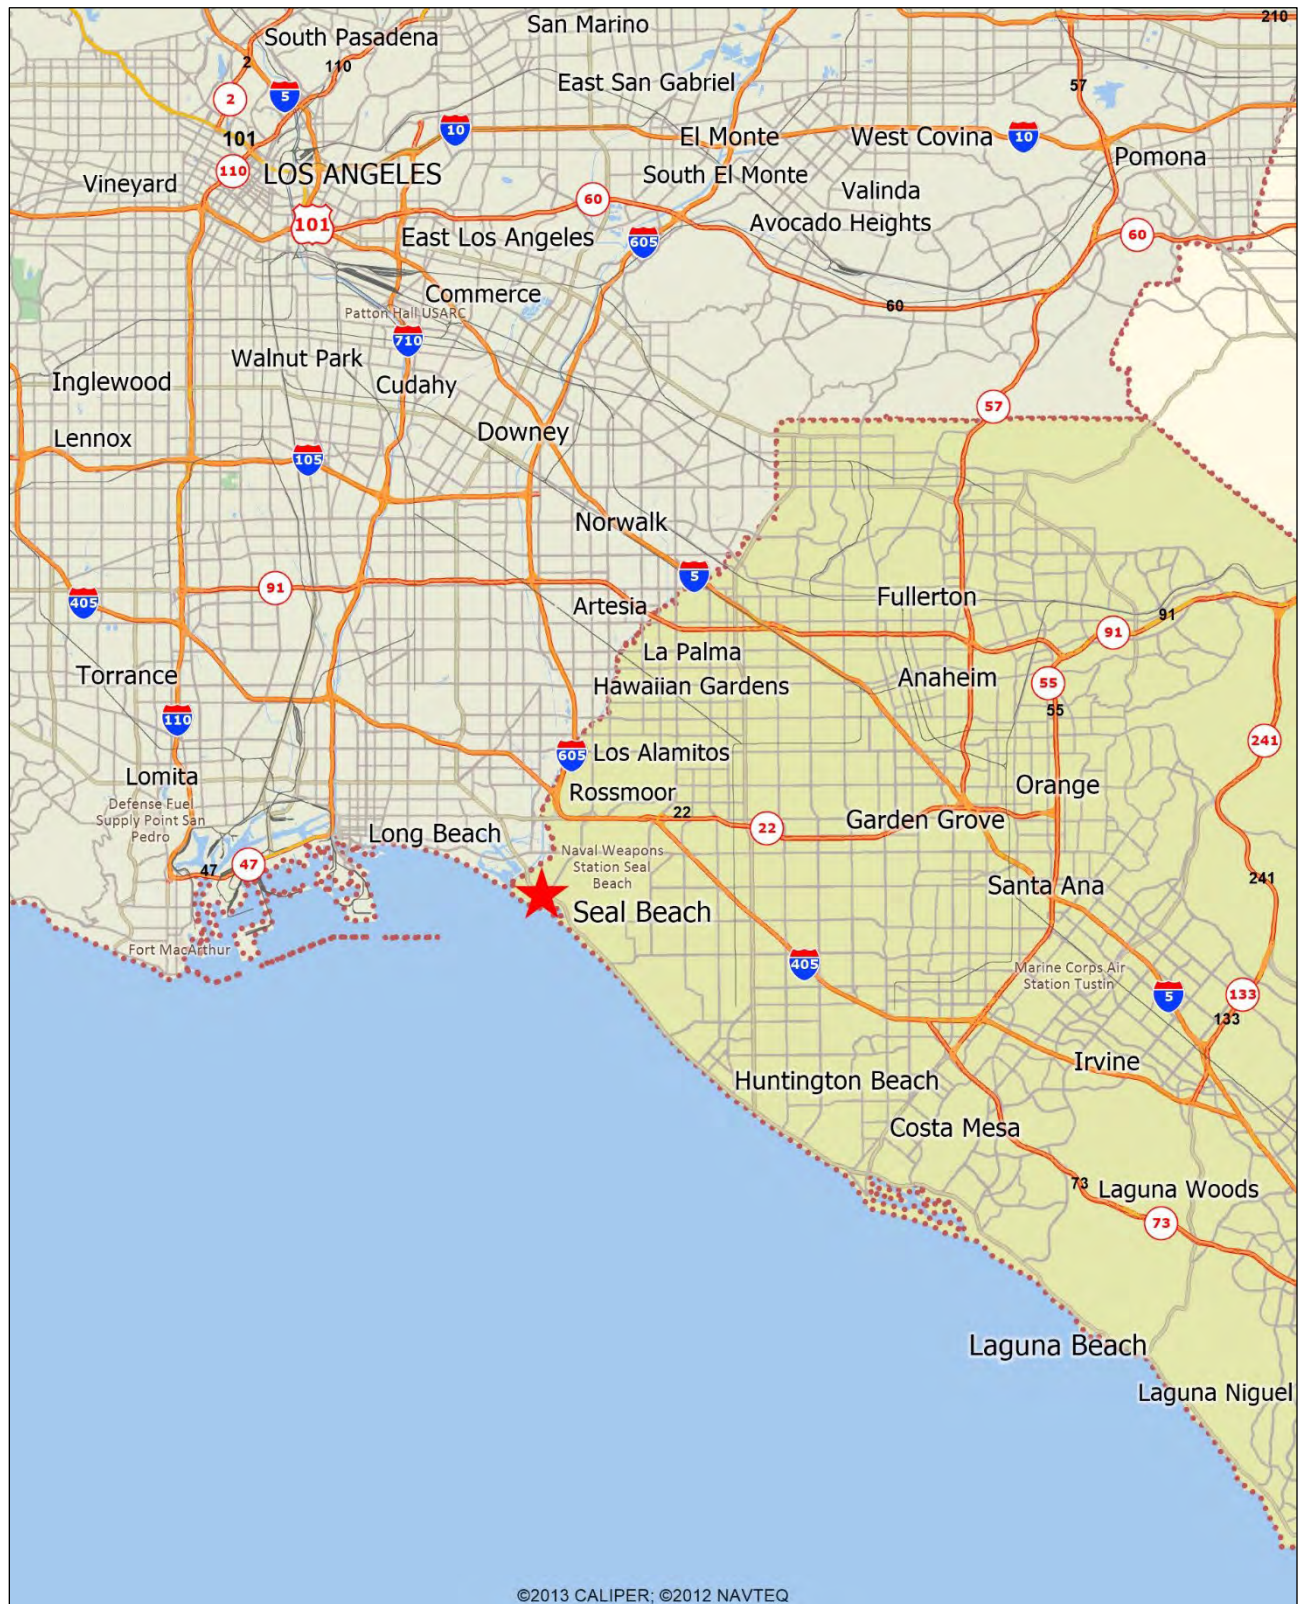 San Marino
210
South Pasadena
2
110
East San Gabriel
57
2
5
101
10
El Monte
West Covina
10
Pomona
110
LOS ANGELES
South El Monte
Vineyard
Valinda
60
101
East Los Angeles
605
Avocado Heights
60
Commerce
60
Patton Hall USARC
710
Walnut Park
Inglewood
Cudahy
57
Lennox
Downey
105
Norwalk
5
91
405
Artesia
Fullerton
91
91
La Palma
Torrance
Hawaiian Gardens
Anaheim
55
55
110
241
605
Los Alamitos
Lomita
Rossmoor
Orange
Defense Fuel
Supply Point San
Pedro
22
22
Garden Grove
Long Beach
47
47
Naval Weapons
Station Seal
Beach
Santa Ana
241
Seal Beach
Fort MacArthur
405
Marine Corps Air
Station Tustin
5
133
133
Irvine
Huntington Beach
Costa Mesa
73
Laguna Woods
73
Laguna Beach
Laguna Niguel
©2013 CALIPER; ©2012 NAVTEQ